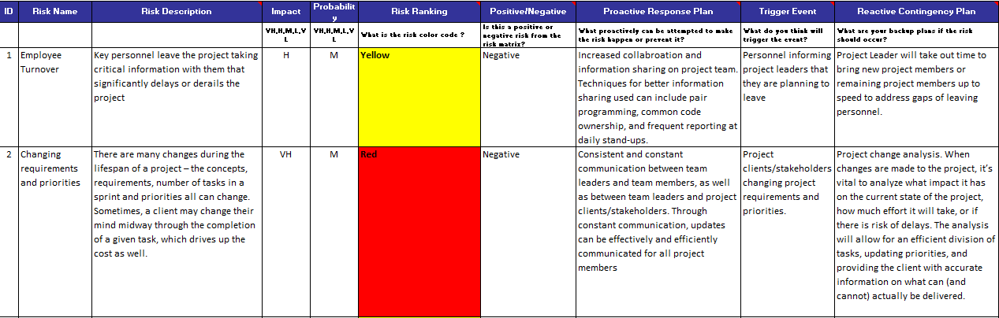 ID
Risk Name
Risk Description
Impact
Probabilit
y
Risk Ranking
Positive/Negative
Proactive Response Plan
Trigger Event
Reactive Contingency Plan
VH,H,M,L,V
L
VH,H,M,L,V
L
What is the risk color code ?
Is this a positive or
negative risk from the
risk matrix?
What proactively can be attempted to make
the risk happen or prevent it?
What do you think will
trigger the event?
What are your backup plans if the risk
should occur?
1
Employee
Turnover
Key personnel leave the project taking
critical information with them that
significantly delays or derails the
project
H
M
Yellow
Negative
Increased collabroation and
information sharing on project team.
Techniques for better information
sharing used can include pair
programming, common code
ownership, and frequent reporting at
daily stand-ups.
Personnel informing
project leaders that
they are planning to
leave
Project Leader will take out time to
bring new project members or
remaining project members up to
speed to address gaps of leaving
personnel.
2
Changing
requirements
and priorities
There are many changes during the
lifespan of a project – the concepts,
requirements, number of tasks in a
sprint and priorities all can change.
Sometimes, a client may change their
mind midway through the completion
of a given task, which drives up the
cost as well.
VH
M
Red
Negative
Consistent and constant
communication between team
leaders and team members, as well
as between team leaders and project
clients/stakeholders. Through
constant communication, updates
can be effectively and efficiently
communicated for all project
members
Project
clients/stakeholders
changing project
requirements and
priorities.
Project change analysis. When
changes are made to the project, it’s
vital to analyze what impact it has
on the current state of the project,
how much effort it will take, or if
there is risk of delays. The analysis
will allow for an efficient division of
tasks, updating priorities, and
providing the client with accurate
information on what can (and
cannot) actually be delivered.